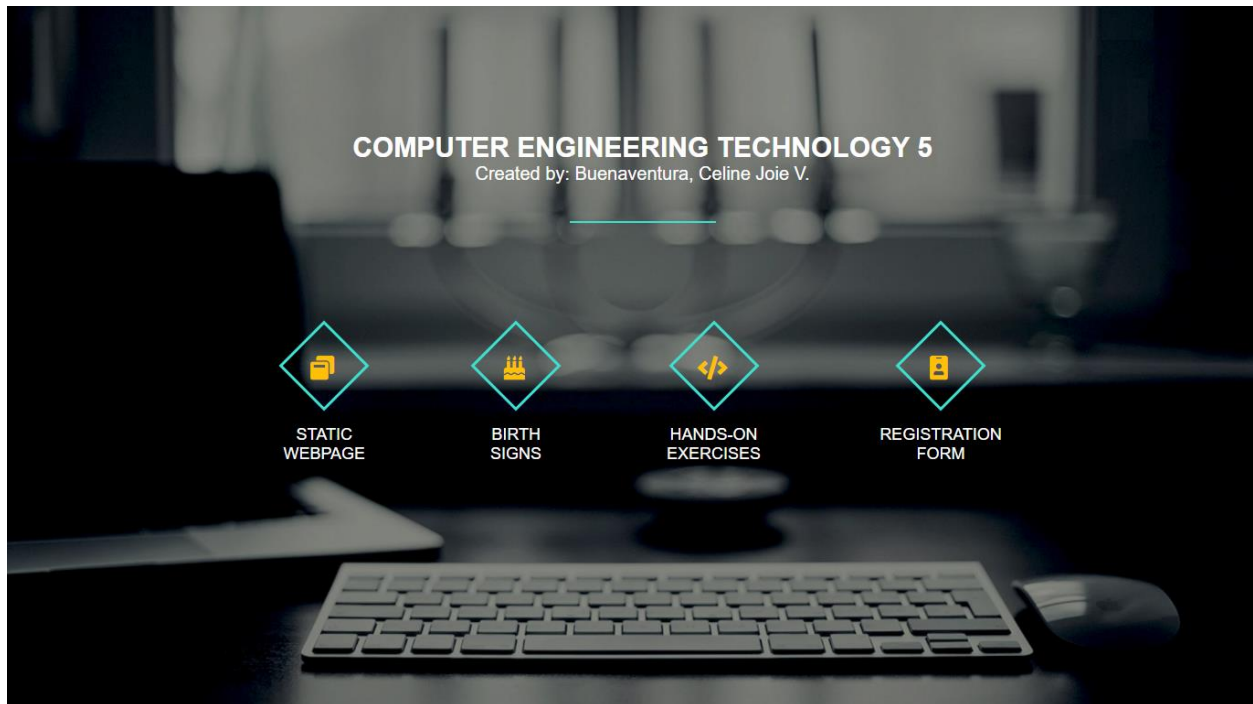 COMPUTER ENGINEERING TECHNOLOGY 5
Created by: Buenaventura, Celine Joie V.
STATIC
WEBPAGE
BIRTH
SIGNS
HANDS-ON
EXERCISES
REGISTRATION
FORM